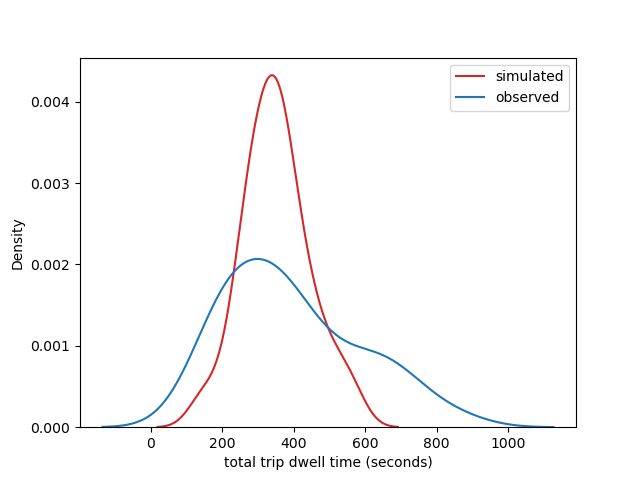 simulated
observed
0.004
0.003
0.002
0.001
0.000
Density
0 200 400 600 800 1000
total trip dwell time (seconds)